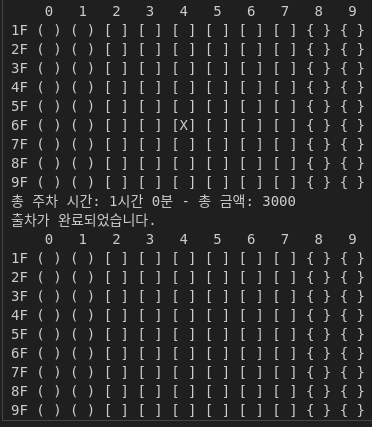 0 1 2 3 4 5 6 7 8 9
1F ( ) ( ) [ ] [ ] [ ] [ ] [ ] [ ] { } { }
2F ( ) ( ) [ ] [ ] [ ] [ ] [ ] [ ] { } { }
3F ( ) ( ) [ ] [ ] [ ] [ ] [ ] [ ] { } { }
4F ( ) ( ) [ ] [ ] [ ] [ ] [ ] [ ] { } { }
5F ( ) ( ) [ ] [ ] [ ] [ ] [ ] [ ] { } { }
6F ( ) ( ) [ ] [ ] [X] [ ] [ ] [ ] { } { }
7F ( ) ( ) [ ] [ ] [ ] [ ] [ ] [ ] { } { }
8F ( ) ( ) [ ] [ ] [ ] [ ] [ ] [ ] { } { }
9F ( ) ( ) [ ] [ ] [ ] [ ] [ ] [ ] { } { }
총 주차 시간: 1시간 0분 - 총 금액: 3000
출차가 완료되었습니다.
0 1 2 3 4 5 6 7 8 9
1F ( ) ( ) [ ] [ ] [ ] [ ] [ ] [ ] { } { }
2F ( ) ( ) [ ] [ ] [ ] [ ] [ ] [ ] { } { }
3F ( ) ( ) [ ] [ ] [ ] [ ] [ ] [ ] { } { }
4F ( ) ( ) [ ] [ ] [ ] [ ] [ ] [ ] { } { }
5F ( ) ( ) [ ] [ ] [ ] [ ] [ ] [ ] { } { }
6F ( ) ( ) [ ] [ ] [ ] [ ] [ ] [ ] { } { }
7F ( ) ( ) [ ] [ ] [ ] [ ] [ ] [ ] { } { }
8F ( ) ( ) [ ] [ ] [ ] [ ] [ ] [ ] { } { }
9F ( ) ( ) [ ] [ ] [ ] [ ] [ ] [ ] { } { }